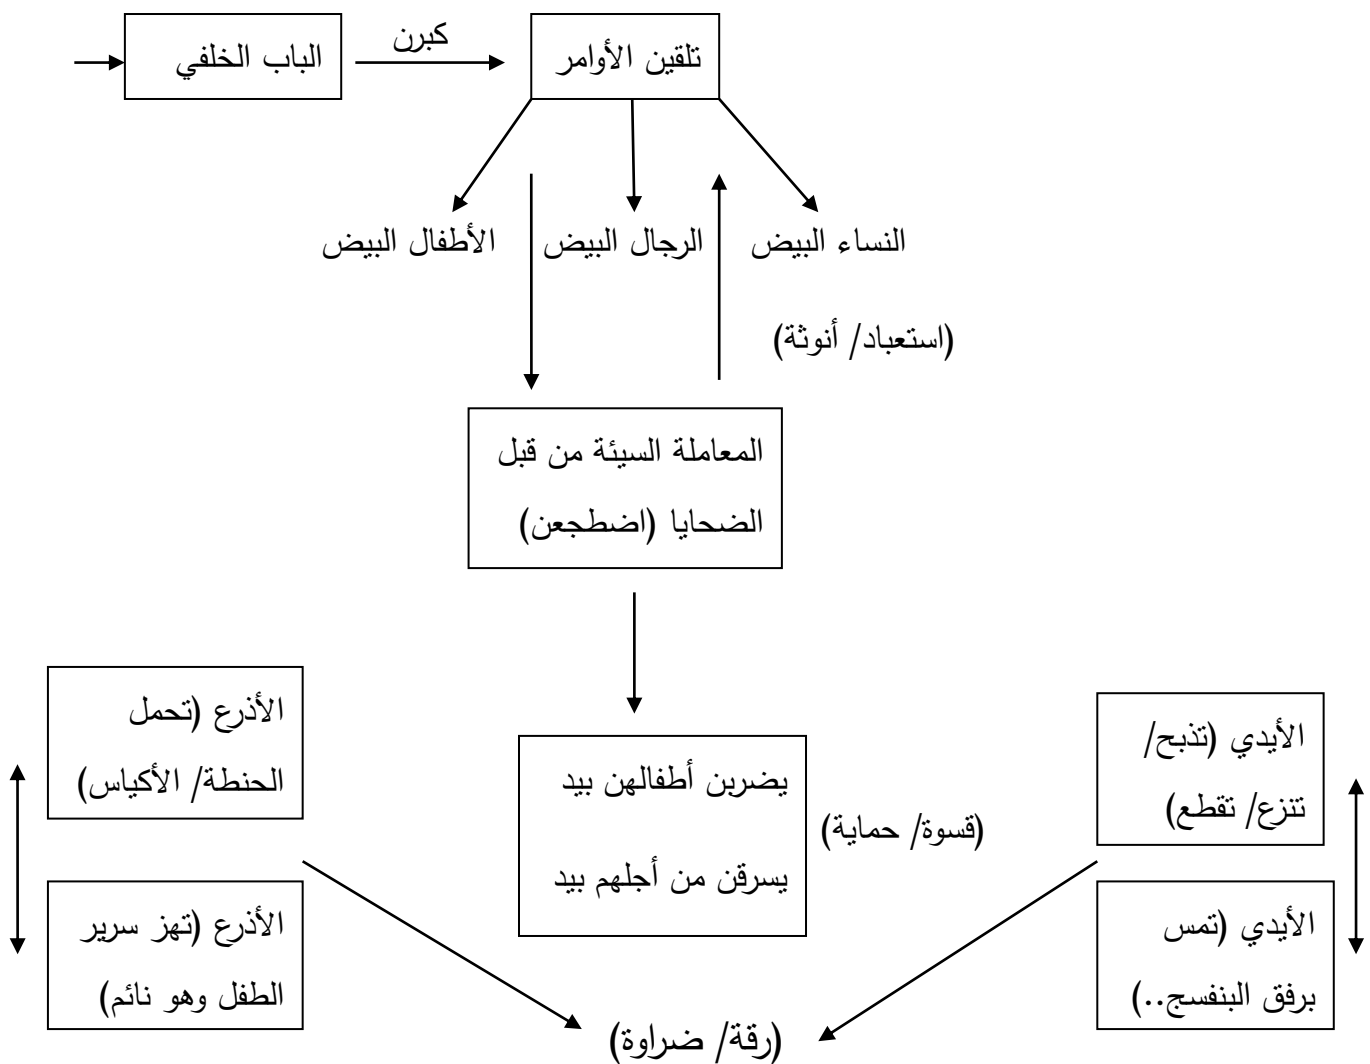 الباب الخلفي
كبرن
تلقين الأوامر
النساء البيض
الرجال البيض
الأطفال البيض
(استعباد/ أنوثة)
المعاملة السيئة من قبل
الضحايا (اضطجعن)
الأيدي (تذبح/
تنزع/ تقطع)
يضربن أطفالهن بيد
يسرقن من أجلهم بيد
(قسوة/ حماية)
الأذرع (تحمل
الحنطة/ الأكياس)
الأيدي (تمس
برفق البنفسج..)
الأذرع (تهز سرير
الطفل وهو نائم)
(رقة/ ضراوة)